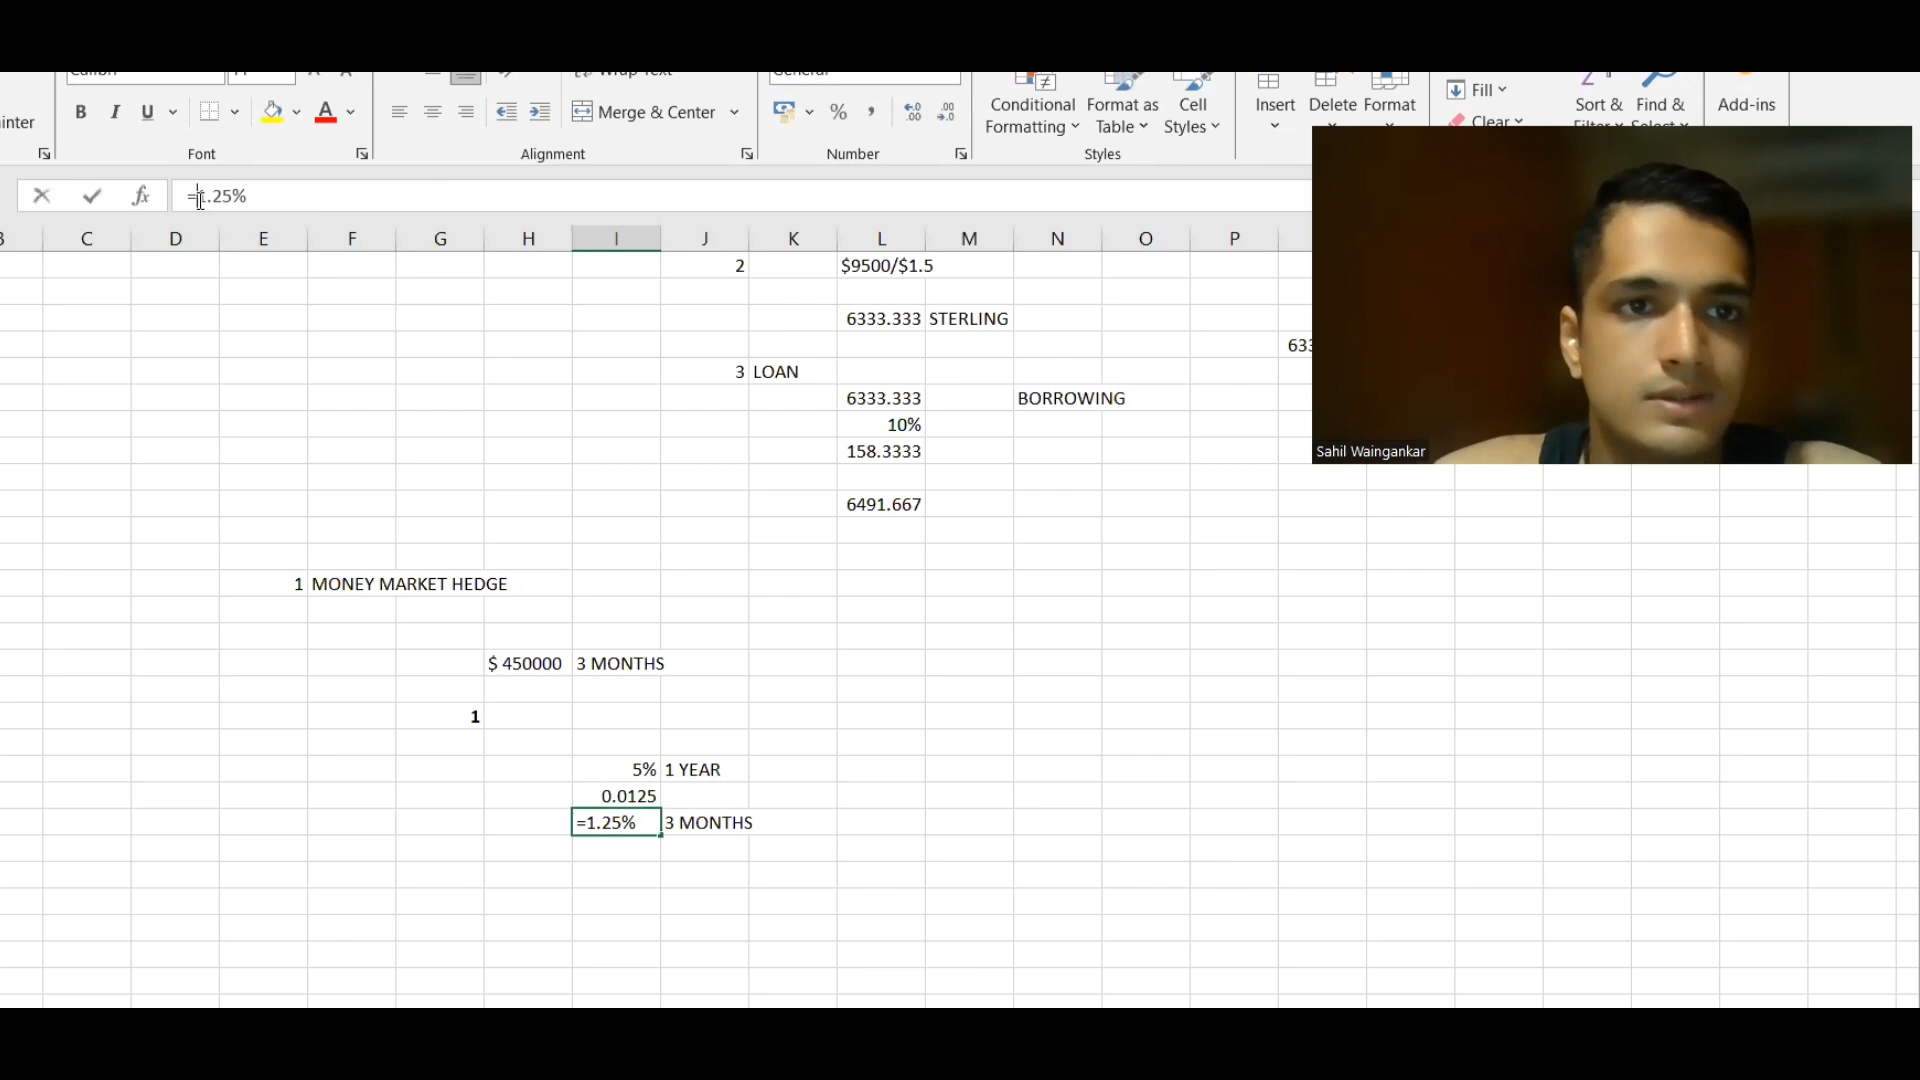 General
inter
B I U
A
Merge & Center
%
Conditional Formatting
Format as Table
Cell Styles
Insert
Delete
Format
Fill
Clear
Sort &
Find &
Add-ins
Font
Alignment
Number
Styles
fx
=1.25%
C D E F G H I J K L M N O P
2 $9500/$1.5
6333.333 STERLING
633
3 LOAN
6333.333 BORROWING
10%
158.3333
Sahil Waingankar
6491.667
1 MONEY MARKET HEDGE
$ 450000 3 MONTHS
1
5% 1 YEAR
0.0125
=1.25% 3 MONTHS